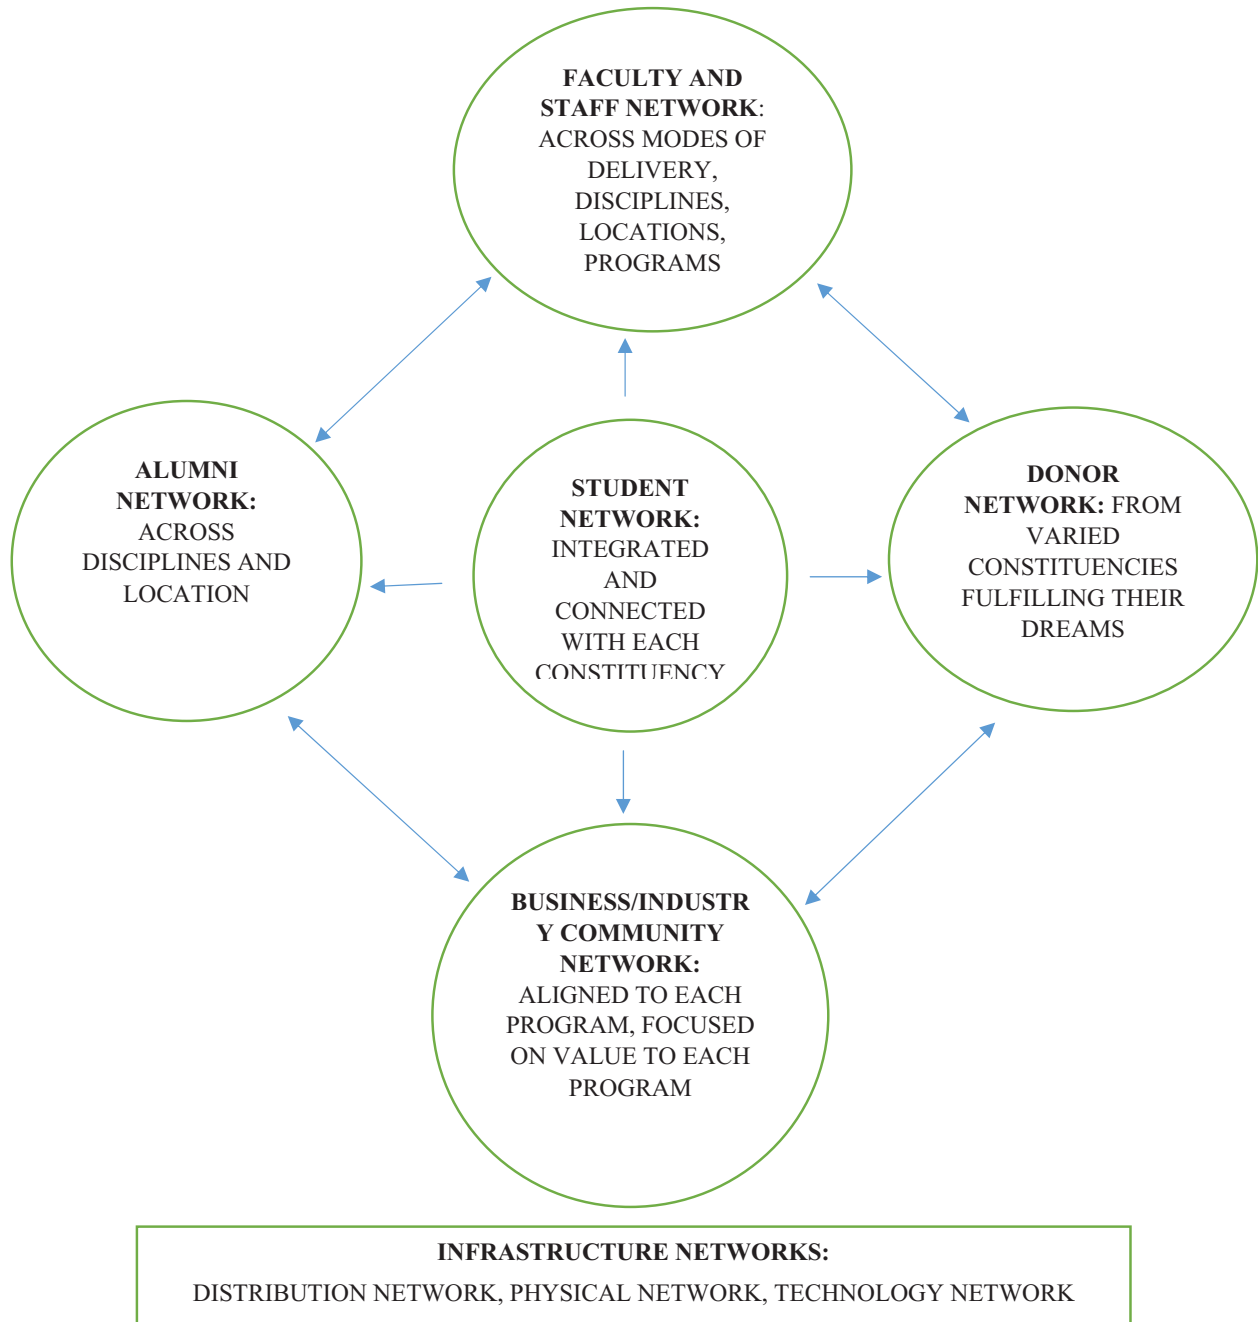 FACULTY AND
STAFF NETWORK:
ACROSS MODES OF
DELIVERY,
DISCIPLINES,
LOCATIONS,
PROGRAMS
ALUMNI
NETWORK:
ACROSS
DISCIPLINES AND
LOCATION
STUDENT
NETWORK:
INTEGRATED
AND
CONNECTED
WITH EACH
CONSTITUENCY
DONOR
NETWORK: FROM
VARIED
CONSTITUENCIES
FULFILLING THEIR
DREAMS
BUSINESS/INDUSTR
Y COMMUNITY
NETWORK:
ALIGNED TO EACH
PROGRAM, FOCUSED
ON VALUE TO EACH
PROGRAM
INFRASTRUCTURE NETWORKS:
DISTRIBUTION NETWORK, PHYSICAL NETWORK, TECHNOLOGY NETWORK